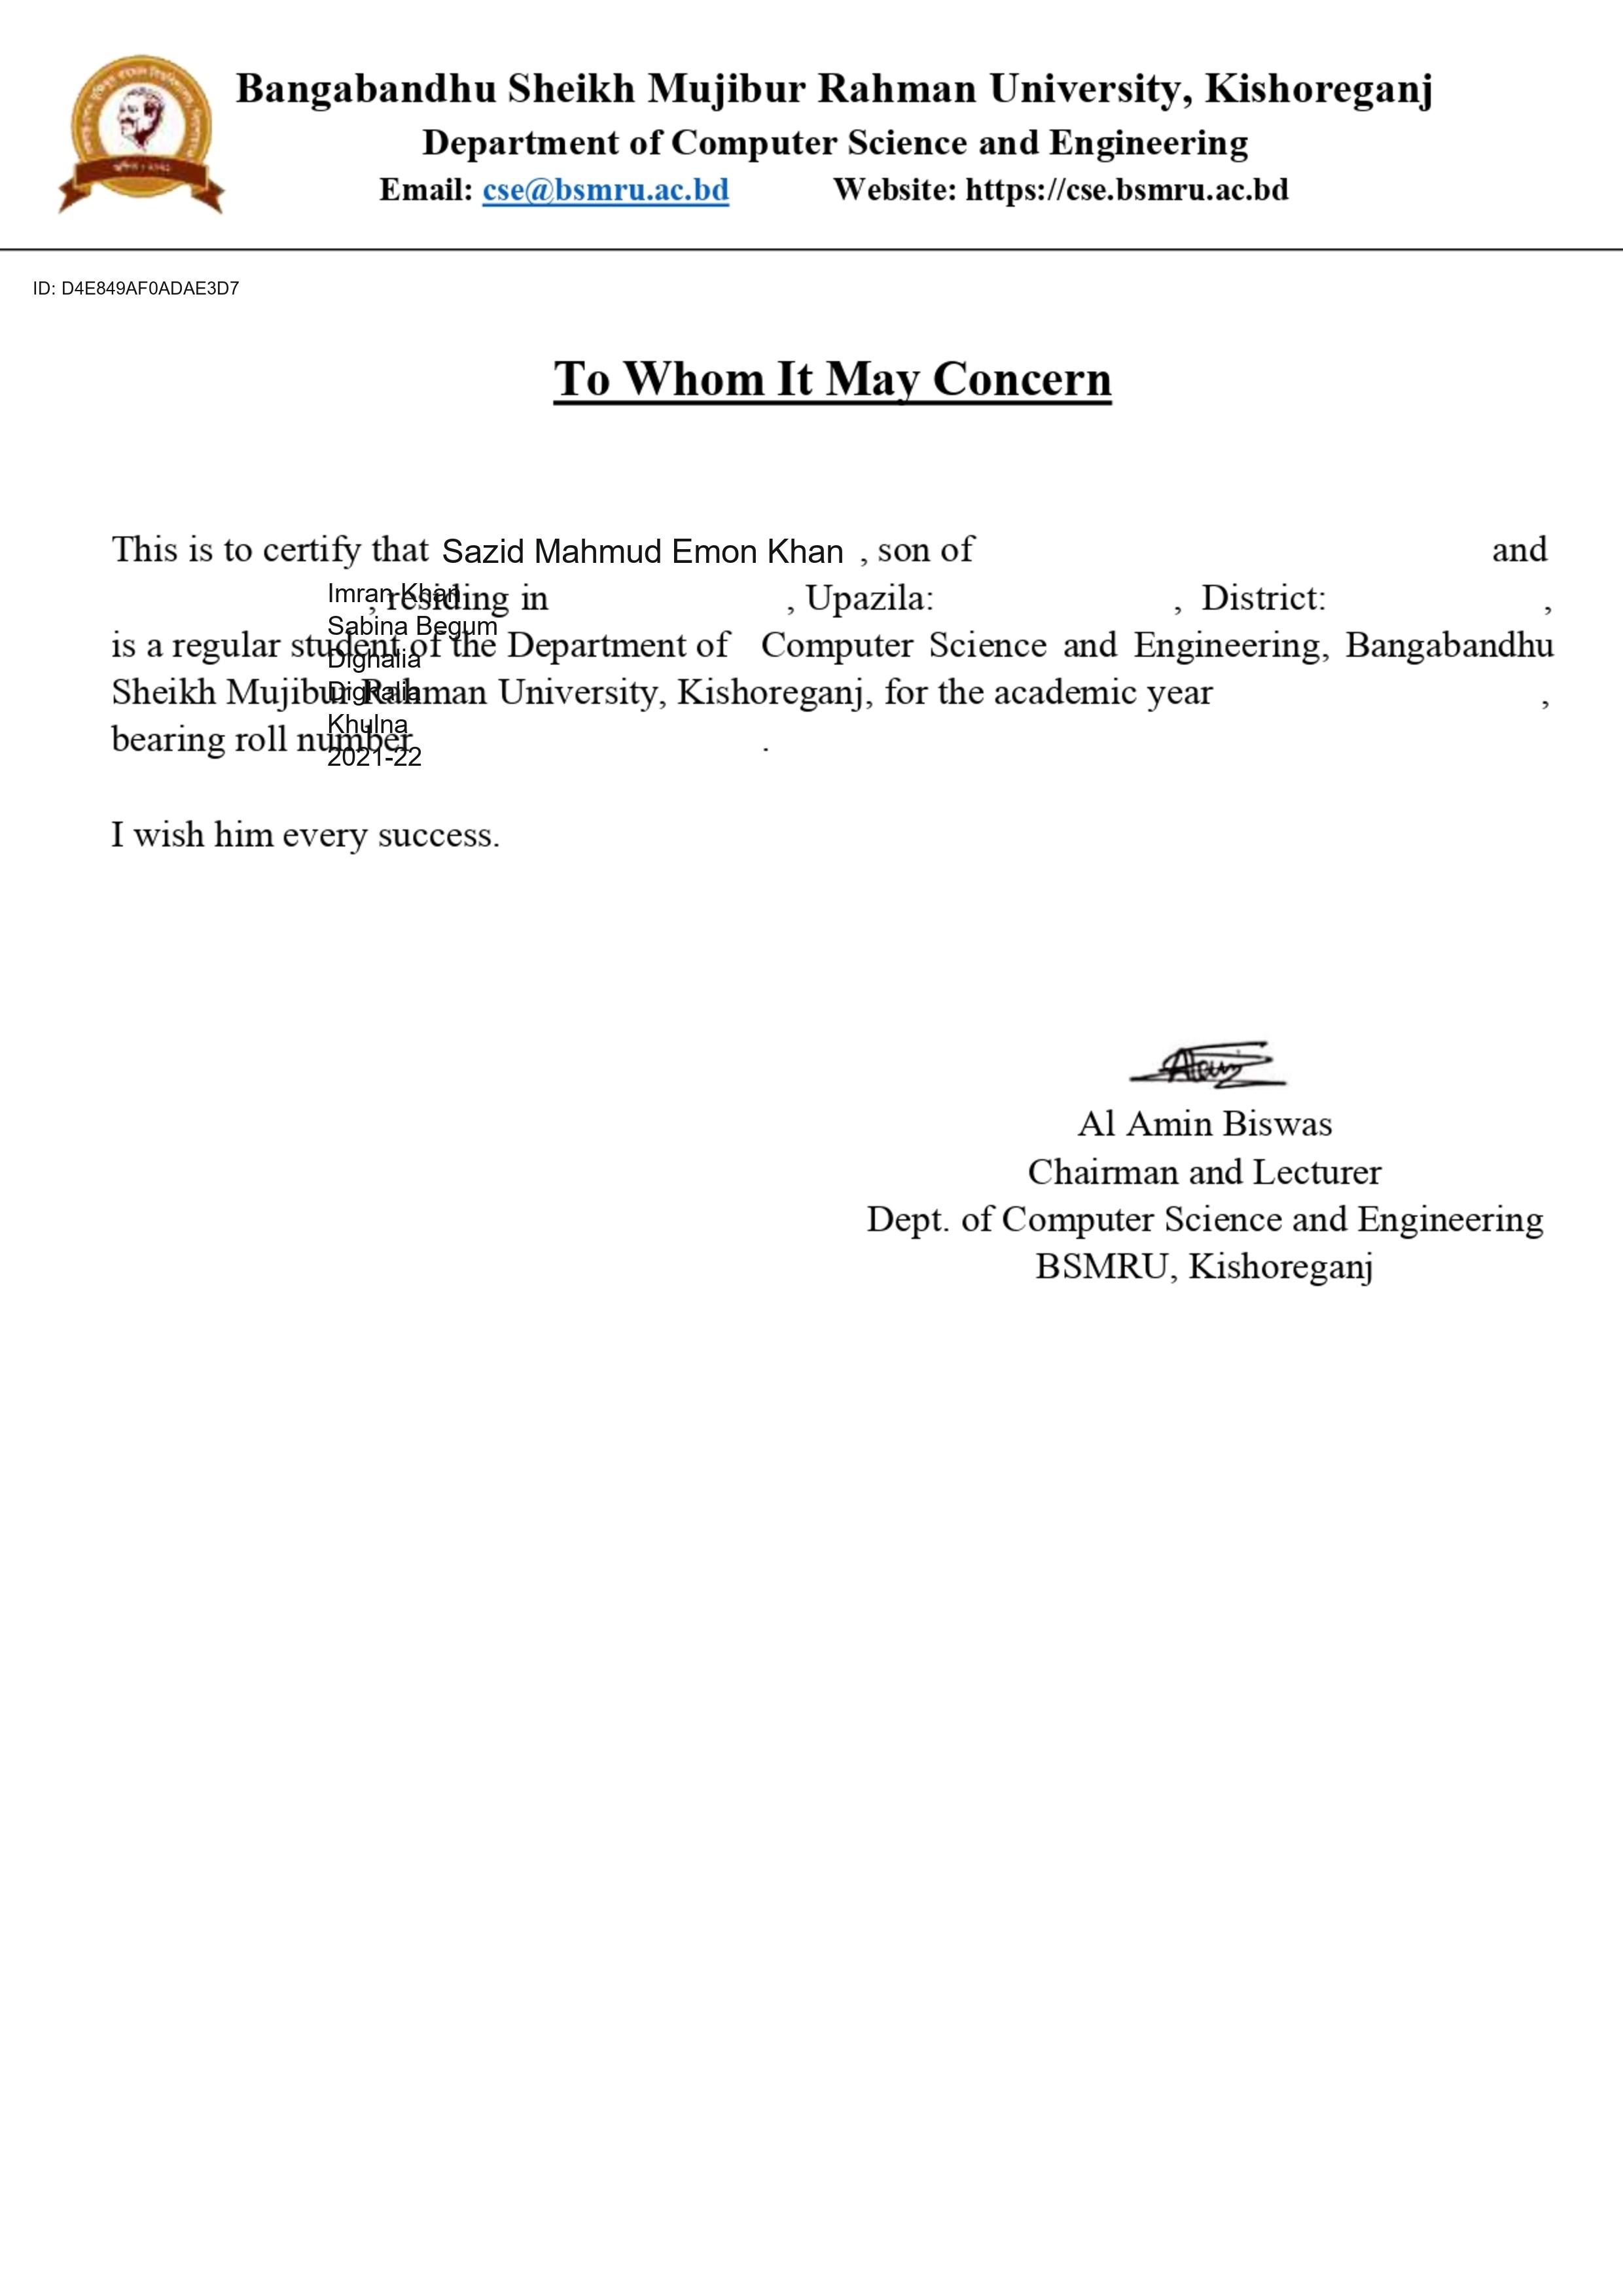 Bangabandhu Sheikh Mujibur Rahman University, Kishoreganj
Department of Computer Science and Engineering
Email: cse@bsmru.ac.bd Website: https://cse.bsmru.ac.bd
ID: D4E849AF0ADAE3D7
To Whom It May Concern
This is to certify that Sazid Mahmud Emon Khan , son of and
Imran Khan
, residing in , Upazila: , District: ,
Sabina Begum
is a regular student of the Department of Computer Science and Engineering, Bangabandhu
Dighalia
Sheikh Mujibur Rahman University, Kishoreganj, for the academic year ,
Dighalia
Khulna
bearing roll number .
2021-22
I wish him every success.
Al Amin Biswas
Chairman and Lecturer
Dept. of Computer Science and Engineering
BSMRU, Kishoreganj